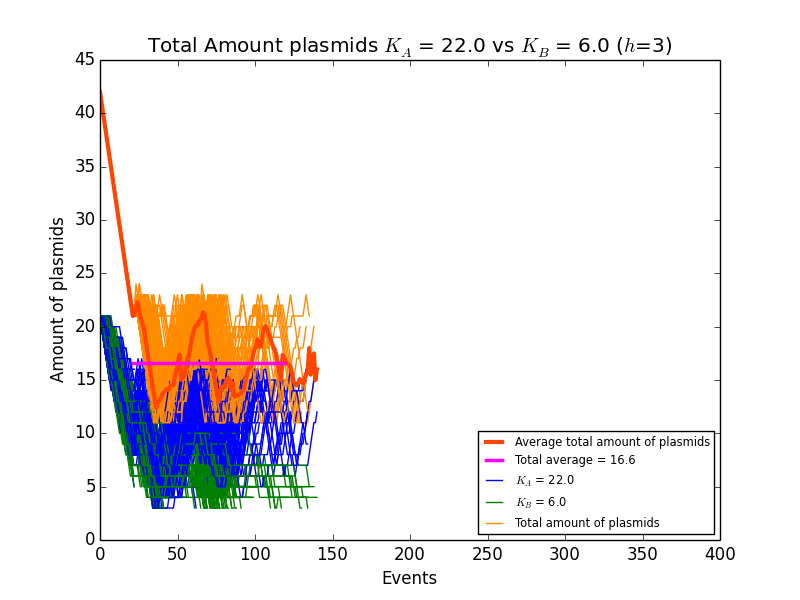 Total Amount plasmids K_A = 22.0 vs K_B = 6.0 (h=3)
45
40
35
30
25
20
15
10
5
0
Amount of plasmids
Average total amount of plasmids
Total average = 16.6
K_A = 22.0
K_B = 6.0
Total amount of plasmids
0 50 100 150 200 250 300 350 400
Events